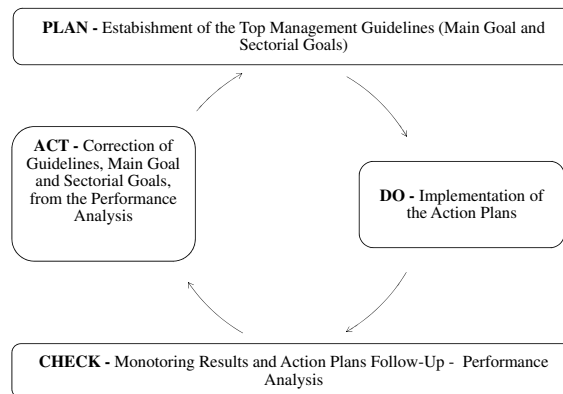 PLAN - Estabishment of the Top Management Guidelines (Main Goal and
Sectorial Goals)
ACT - Correction of
Guidelines, Main Goal
and Sectorial Goals,
from the Performance
Analysis
DO - Implementation of
the Action Plans
CHECK - Monotoring Results and Action Plans Follow-Up - Performance
Analysis